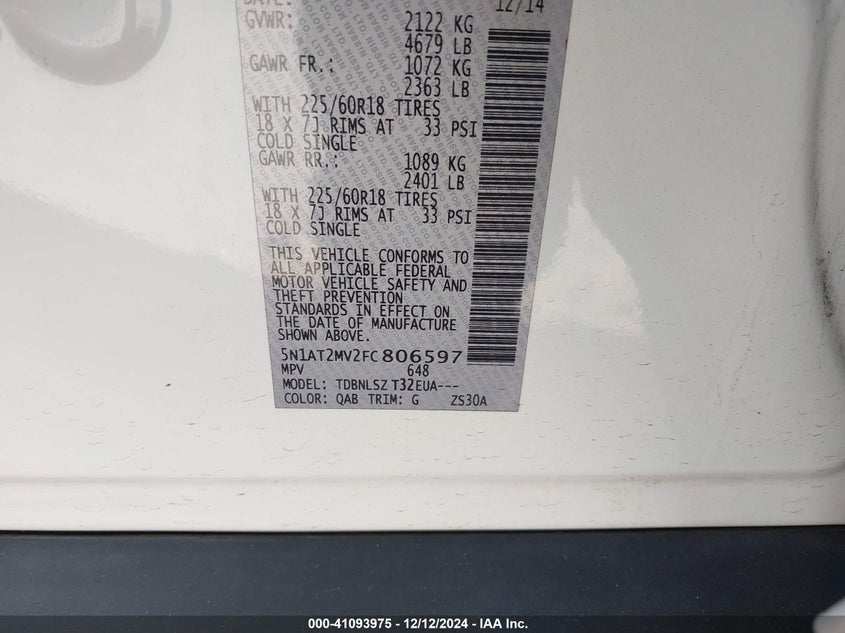 DATE: 12/14
GVWR: 2122 KG
4679 LB
GAWR FR.: 1072 KG
2363 LB
WITH 225/60R18 TIRES
18 X 7J RIMS AT 33 PSI
COLD SINGLE
GAWR RR.: 1089 KG
2401 LB
WITH 225/60R18 TIRES
18 X 7J RIMS AT 33 PSI
COLD SINGLE
THIS VEHICLE CONFORMS TO
ALL APPLICABLE FEDERAL
MOTOR VEHICLE SAFETY AND
THEFT PREVENTION
STANDARDS IN EFFECT ON
THE DATE OF MANUFACTURE
SHOWN ABOVE.
5N1AT2MV2FC806597
MPV 648
MODEL: TDBNLSZ T32EUA---
COLOR: QAB TRIM: G ZS30A
000-41093975 - 12/12/2024 - IAA Inc.